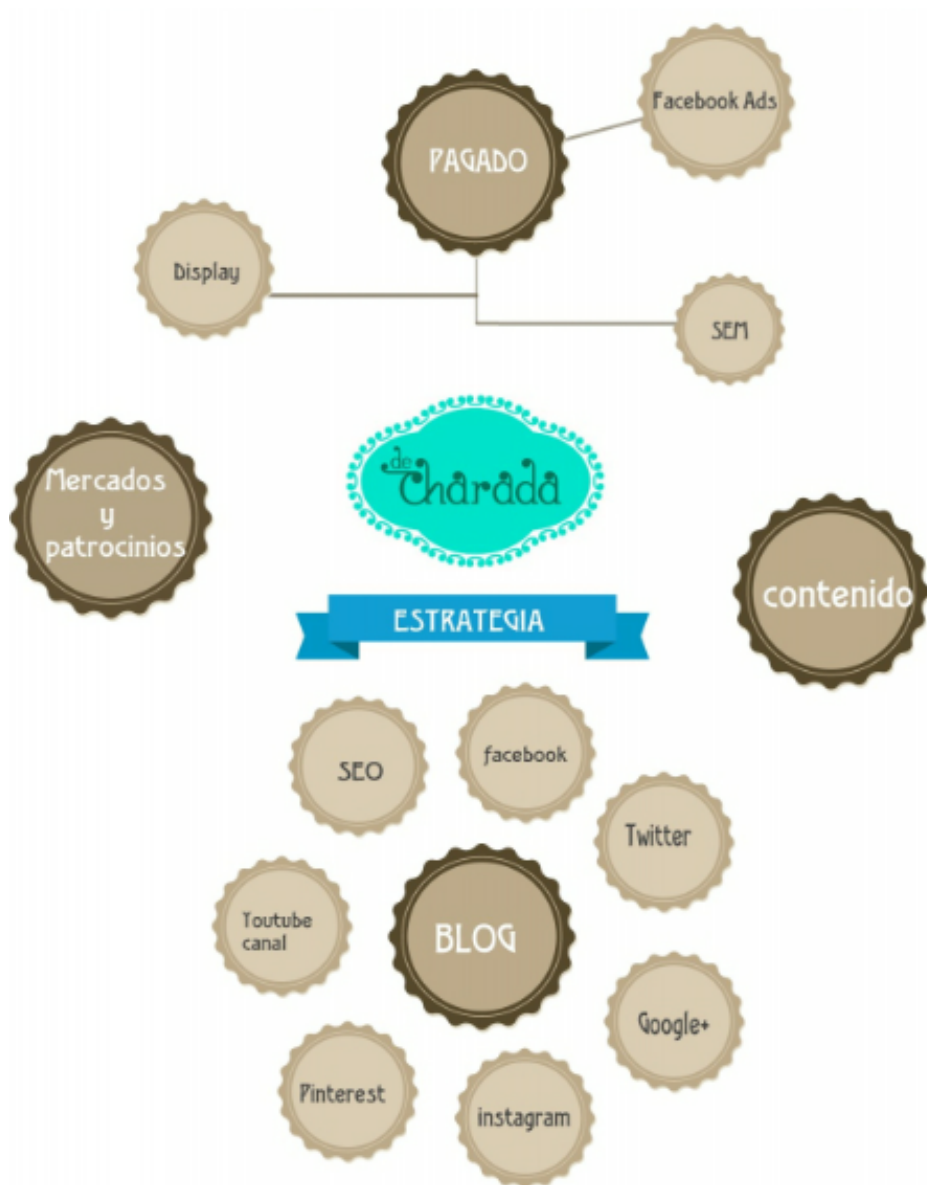 Facebook Ads
PAGADO
Display
SEM
de
Charada
Mercados
y
patrocinios
contenido
ESTRATEGIA
SEO
facebook
Twitter
Youtube
canal
BLOG
Google+
Pinterest
instagram